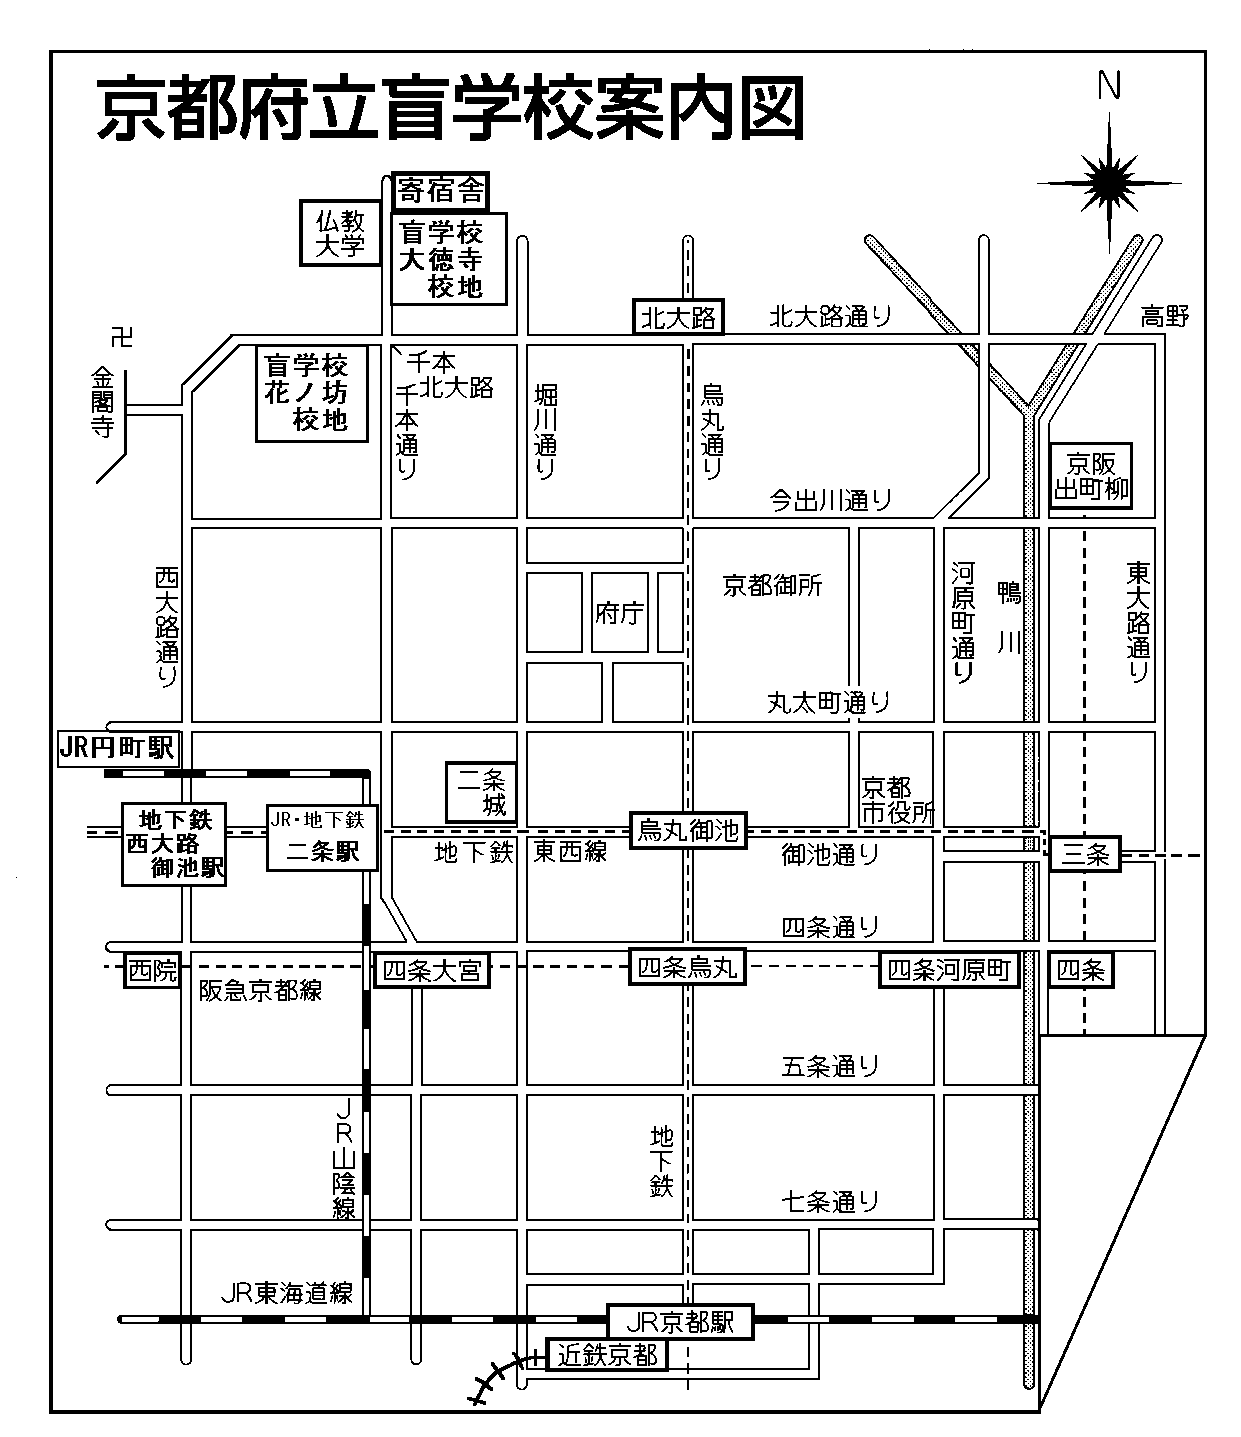 京都府立盲学校案内図
N
寄宿舎
仏教
大学
盲学校
大徳寺
校地
北大路
北大路通り
高野
卍
金閣寺
盲学校
花ノ坊
校地
千本
北大路
千本通り
堀川通り
烏丸通り
京阪
出町柳
今出川通り
西大路通り
府庁
京都御所
河原町通り
鴨川
東大路通り
丸太町通り
JR円町駅
二条
城
京都
市役所
地下鉄
西大路
御池駅
JR・地下鉄
二条駅
烏丸御池
地下鉄
東西線
御池通り
三条
四条通り
西院
四条大宮
四条烏丸
四条河原町
四条
阪急京都線
五条通り
JR山陰線
地下鉄
七条通り
JR東海道線
JR京都駅
近鉄京都